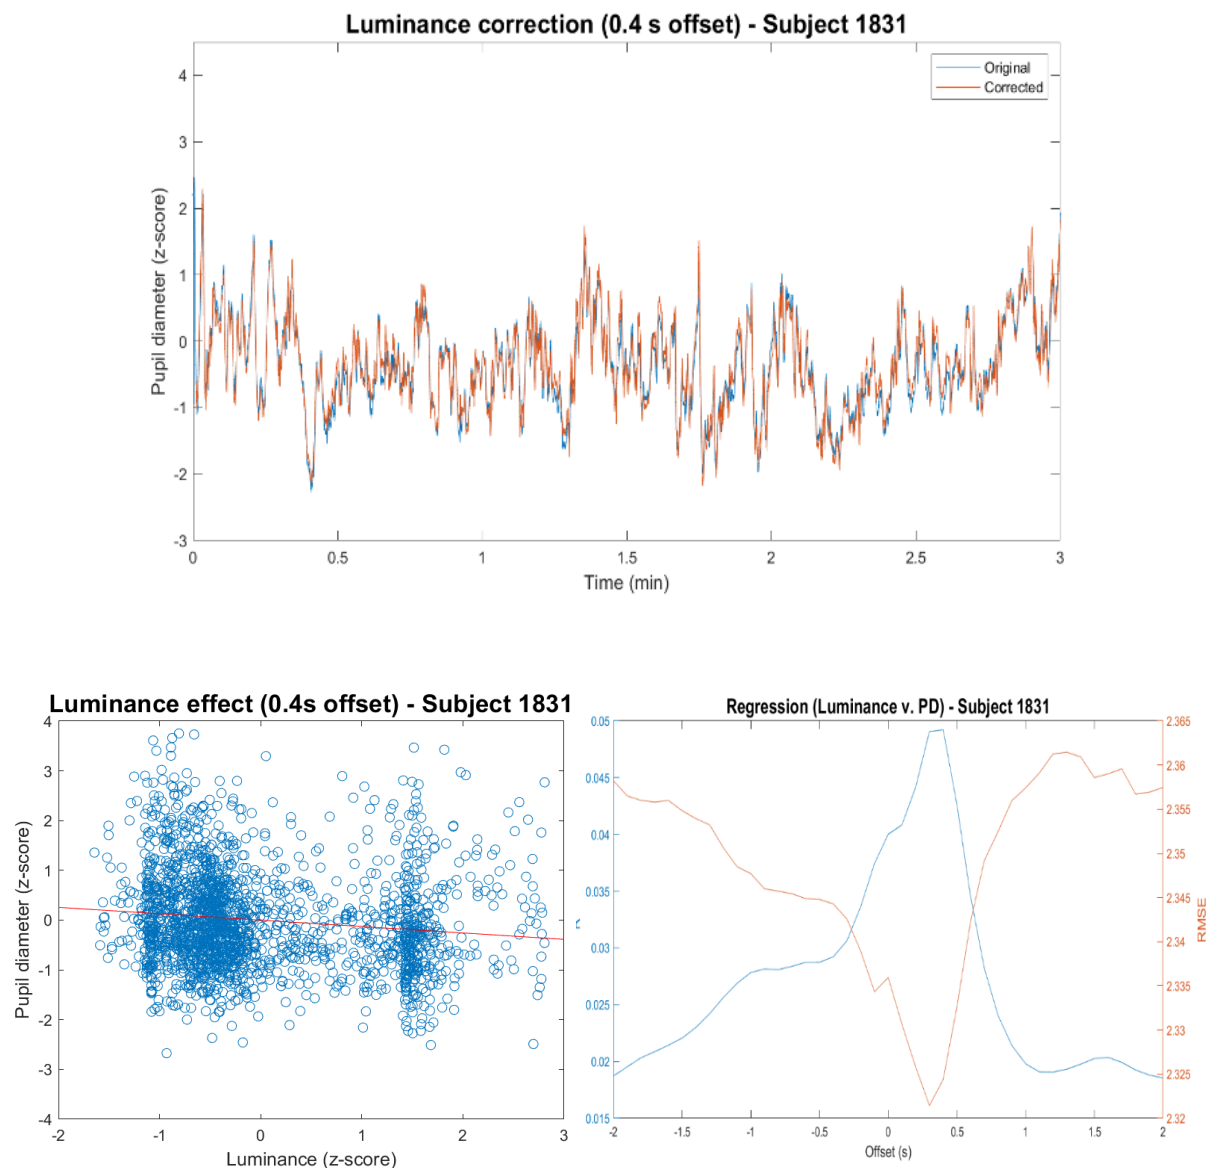 Luminance correction (0.4 s offset) - Subject 1831
Original
Corrected
Pupil diameter (z-score)
4
3
2
1
0
-1
-2
-3
0 0.5 1 1.5 2 2.5 3
Time (min)
Luminance effect (0.4s offset) - Subject 1831
Pupil diameter (z-score)
4
3
2
1
0
-1
-2
-3
-4
-2 -1 0 1 2 3
Luminance (z-score)
Regression (Luminance v. PD) - Subject 1831
0.05
0.045
0.04
0.035
0.03
0.025
0.02
0.015
2.365
2.36
2.355
2.35
2.345
2.34
2.335
2.33
2.325
2.32
RMSE
-2 -1.5 -1 -0.5 0 0.5 1 1.5 2
Offset (s)